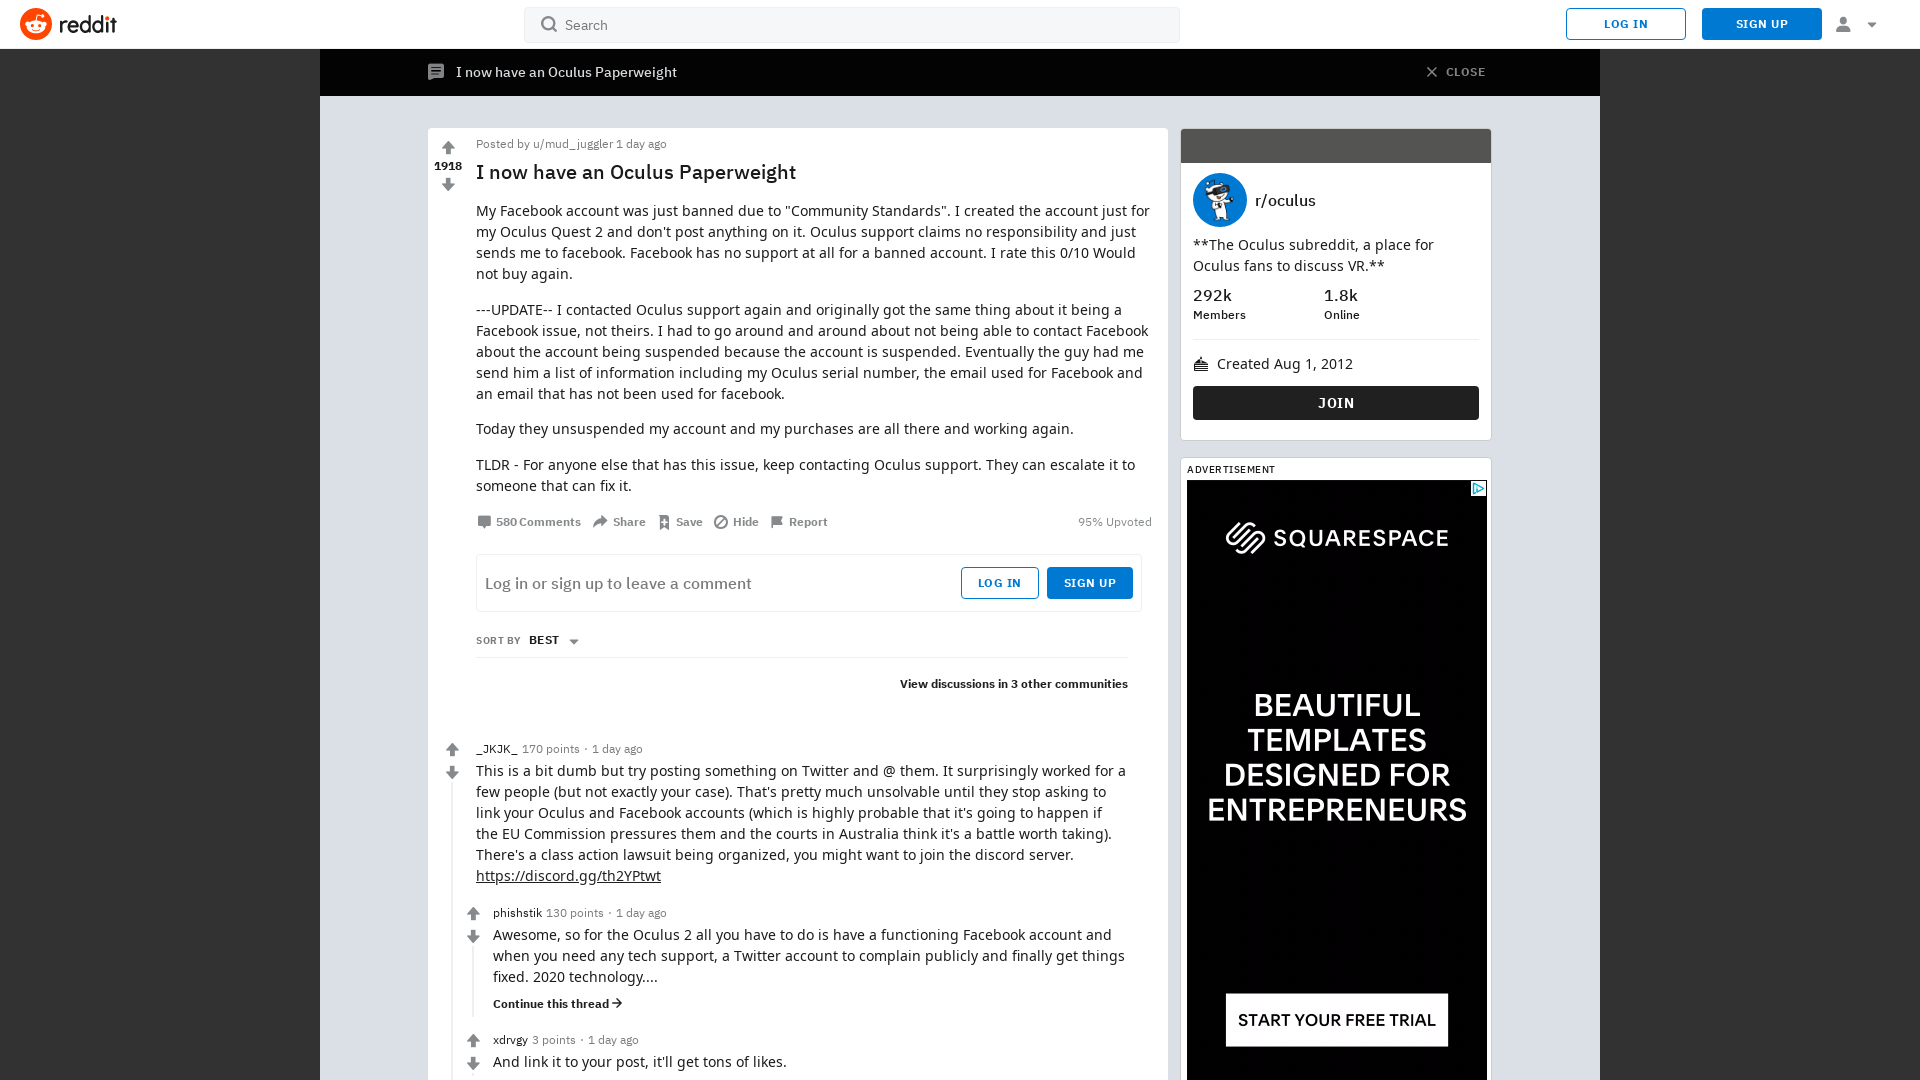 reddit
Search
LOG IN
SIGN UP
I now have an Oculus Paperweight
CLOSE
Posted by u/mud_juggler 1 day ago
1918
I now have an Oculus Paperweight
My Facebook account was just banned due to "Community Standards". I created the account just for
my Oculus Quest 2 and don't post anything on it. Oculus support claims no responsibility and just
sends me to facebook. Facebook has no support at all for a banned account. I rate this 0/10 Would
not buy again.
---UPDATE-- I contacted Oculus support again and originally got the same thing about it being a
Facebook issue, not theirs. I had to go around and around about not being able to contact Facebook
about the account being suspended because the account is suspended. Eventually the guy had me
send him a list of information including my Oculus serial number, the email used for Facebook and
an email that has not been used for facebook.
Today they unsuspended my account and my purchases are all there and working again.
TLDR - For anyone else that has this issue, keep contacting Oculus support. They can escalate it to
someone that can fix it.
580 Comments Share Save Hide Report 95% Upvoted
Log in or sign up to leave a comment LOG IN SIGN UP
SORT BY BEST
View discussions in 3 other communities
_JKJK_ 170 points · 1 day ago
This is a bit dumb but try posting something on Twitter and @ them. It surprisingly worked for a
few people (but not exactly your case). That's pretty much unsolvable until they stop asking to
link your Oculus and Facebook accounts (which is highly probable that it's going to happen if
the EU Commission pressures them and the courts in Australia think it's a battle worth taking).
There's a class action lawsuit being organized, you might want to join the discord server.
https://discord.gg/th2YPtwt
phishstik 130 points · 1 day ago
Awesome, so for the Oculus 2 all you have to do is have a functioning Facebook account and
when you need any tech support, a Twitter account to complain publicly and finally get things
fixed. 2020 technology....
Continue this thread
xdrvgy 3 points · 1 day ago
And link it to your post, it'll get tons of likes.
r/oculus
**The Oculus subreddit, a place for
Oculus fans to discuss VR.**
292k 1.8k
Members Online
Created Aug 1, 2012
JOIN
ADVERTISEMENT
SQUARESPACE
BEAUTIFUL
TEMPLATES
DESIGNED FOR
ENTREPRENEURS
START YOUR FREE TRIAL